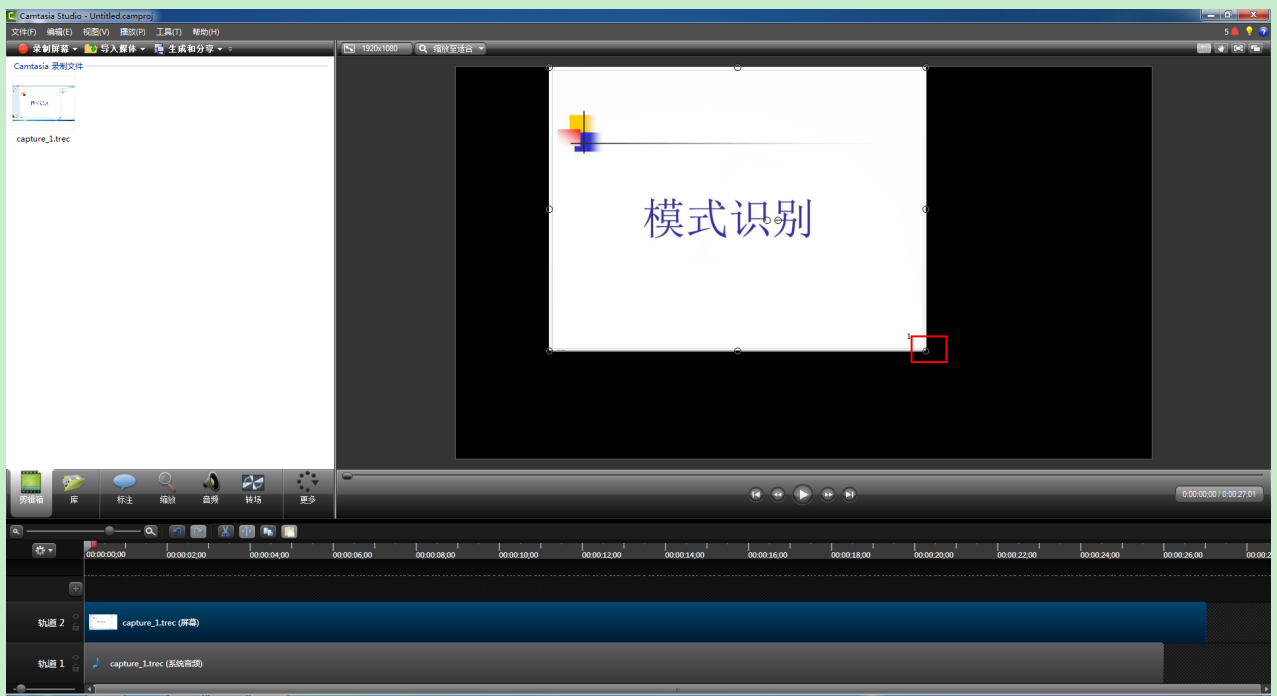 Camtasia Studio - Untitled.camproj
文件(F) 编辑(E) 视图(V) 播放(P) 工具(T) 帮助(H)
5
录制屏幕 导入媒体 生成和分享
1920x1080 缩放至适合
Camtasia 录制文件
capture_1.trec
模式识别
1
剪辑箱 库 标注 缩放 音频 转场 更多
0:00:00;00 / 0:00:27;01
00:00:00;00 00:00:02;00 00:00:04;00 00:00:06;00 00:00:08;00 00:00:10;00 00:00:12;00 00:00:14;00 00:00:16;00 00:00:18;00 00:00:20;00 00:00:22;00 00:00:24;00 00:00:26;00 00:00:2
轨道 2 capture_1.trec (屏幕)
轨道 1 capture_1.trec (系统音频)